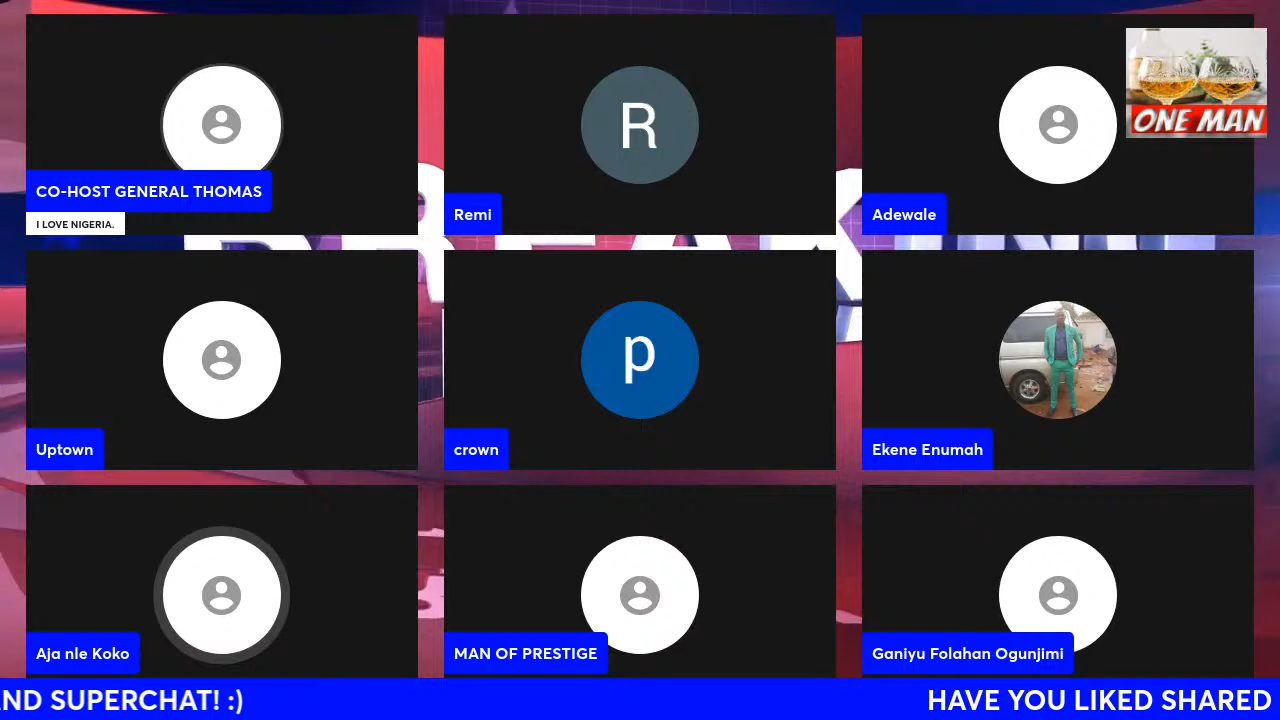 ONE MAN
CO-HOST GENERAL THOMAS
I LOVE NIGERIA.
R
Remi
Adewale
Uptown
p
crown
Ekene Enumah
Aja nle Koko
MAN OF PRESTIGE
Ganiyu Folahan Ogunjimi
AND SUPERCHAT! :) HAVE YOU LIKED SHARED